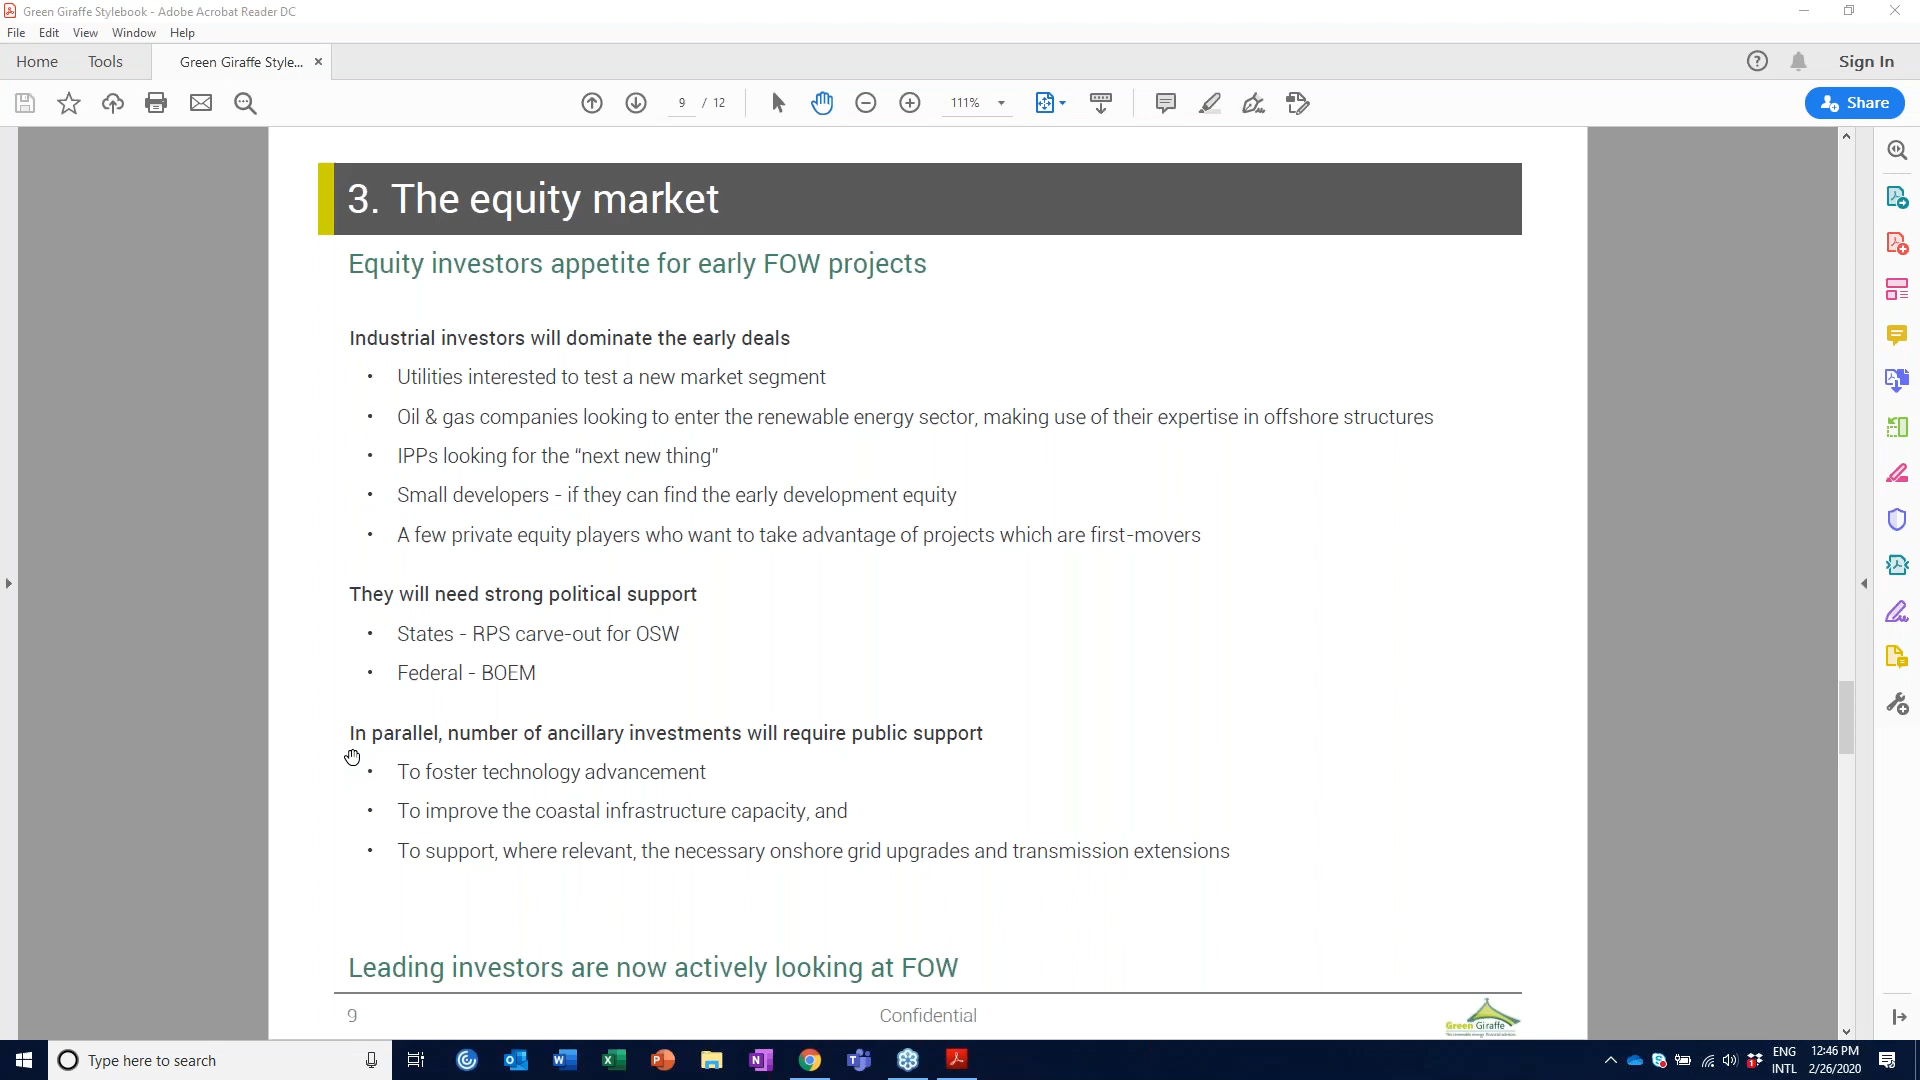 Green Giraffe Stylebook - Adobe Acrobat Reader DC
File Edit View Window Help
Home Tools Green Giraffe Style... × Sign In
9 / 12 111% Share
3. The equity market
Equity investors appetite for early FOW projects
Industrial investors will dominate the early deals
• Utilities interested to test a new market segment
• Oil & gas companies looking to enter the renewable energy sector, making use of their expertise in offshore structures
• IPPs looking for the “next new thing”
• Small developers - if they can find the early development equity
• A few private equity players who want to take advantage of projects which are first-movers
They will need strong political support
• States - RPS carve-out for OSW
• Federal - BOEM
In parallel, number of ancillary investments will require public support
• To foster technology advancement
• To improve the coastal infrastructure capacity, and
• To support, where relevant, the necessary onshore grid upgrades and transmission extensions
Leading investors are now actively looking at FOW
9 Confidential
Green Giraffe
Type here to search
ENG 12:46 PM
INTL 2/26/2020